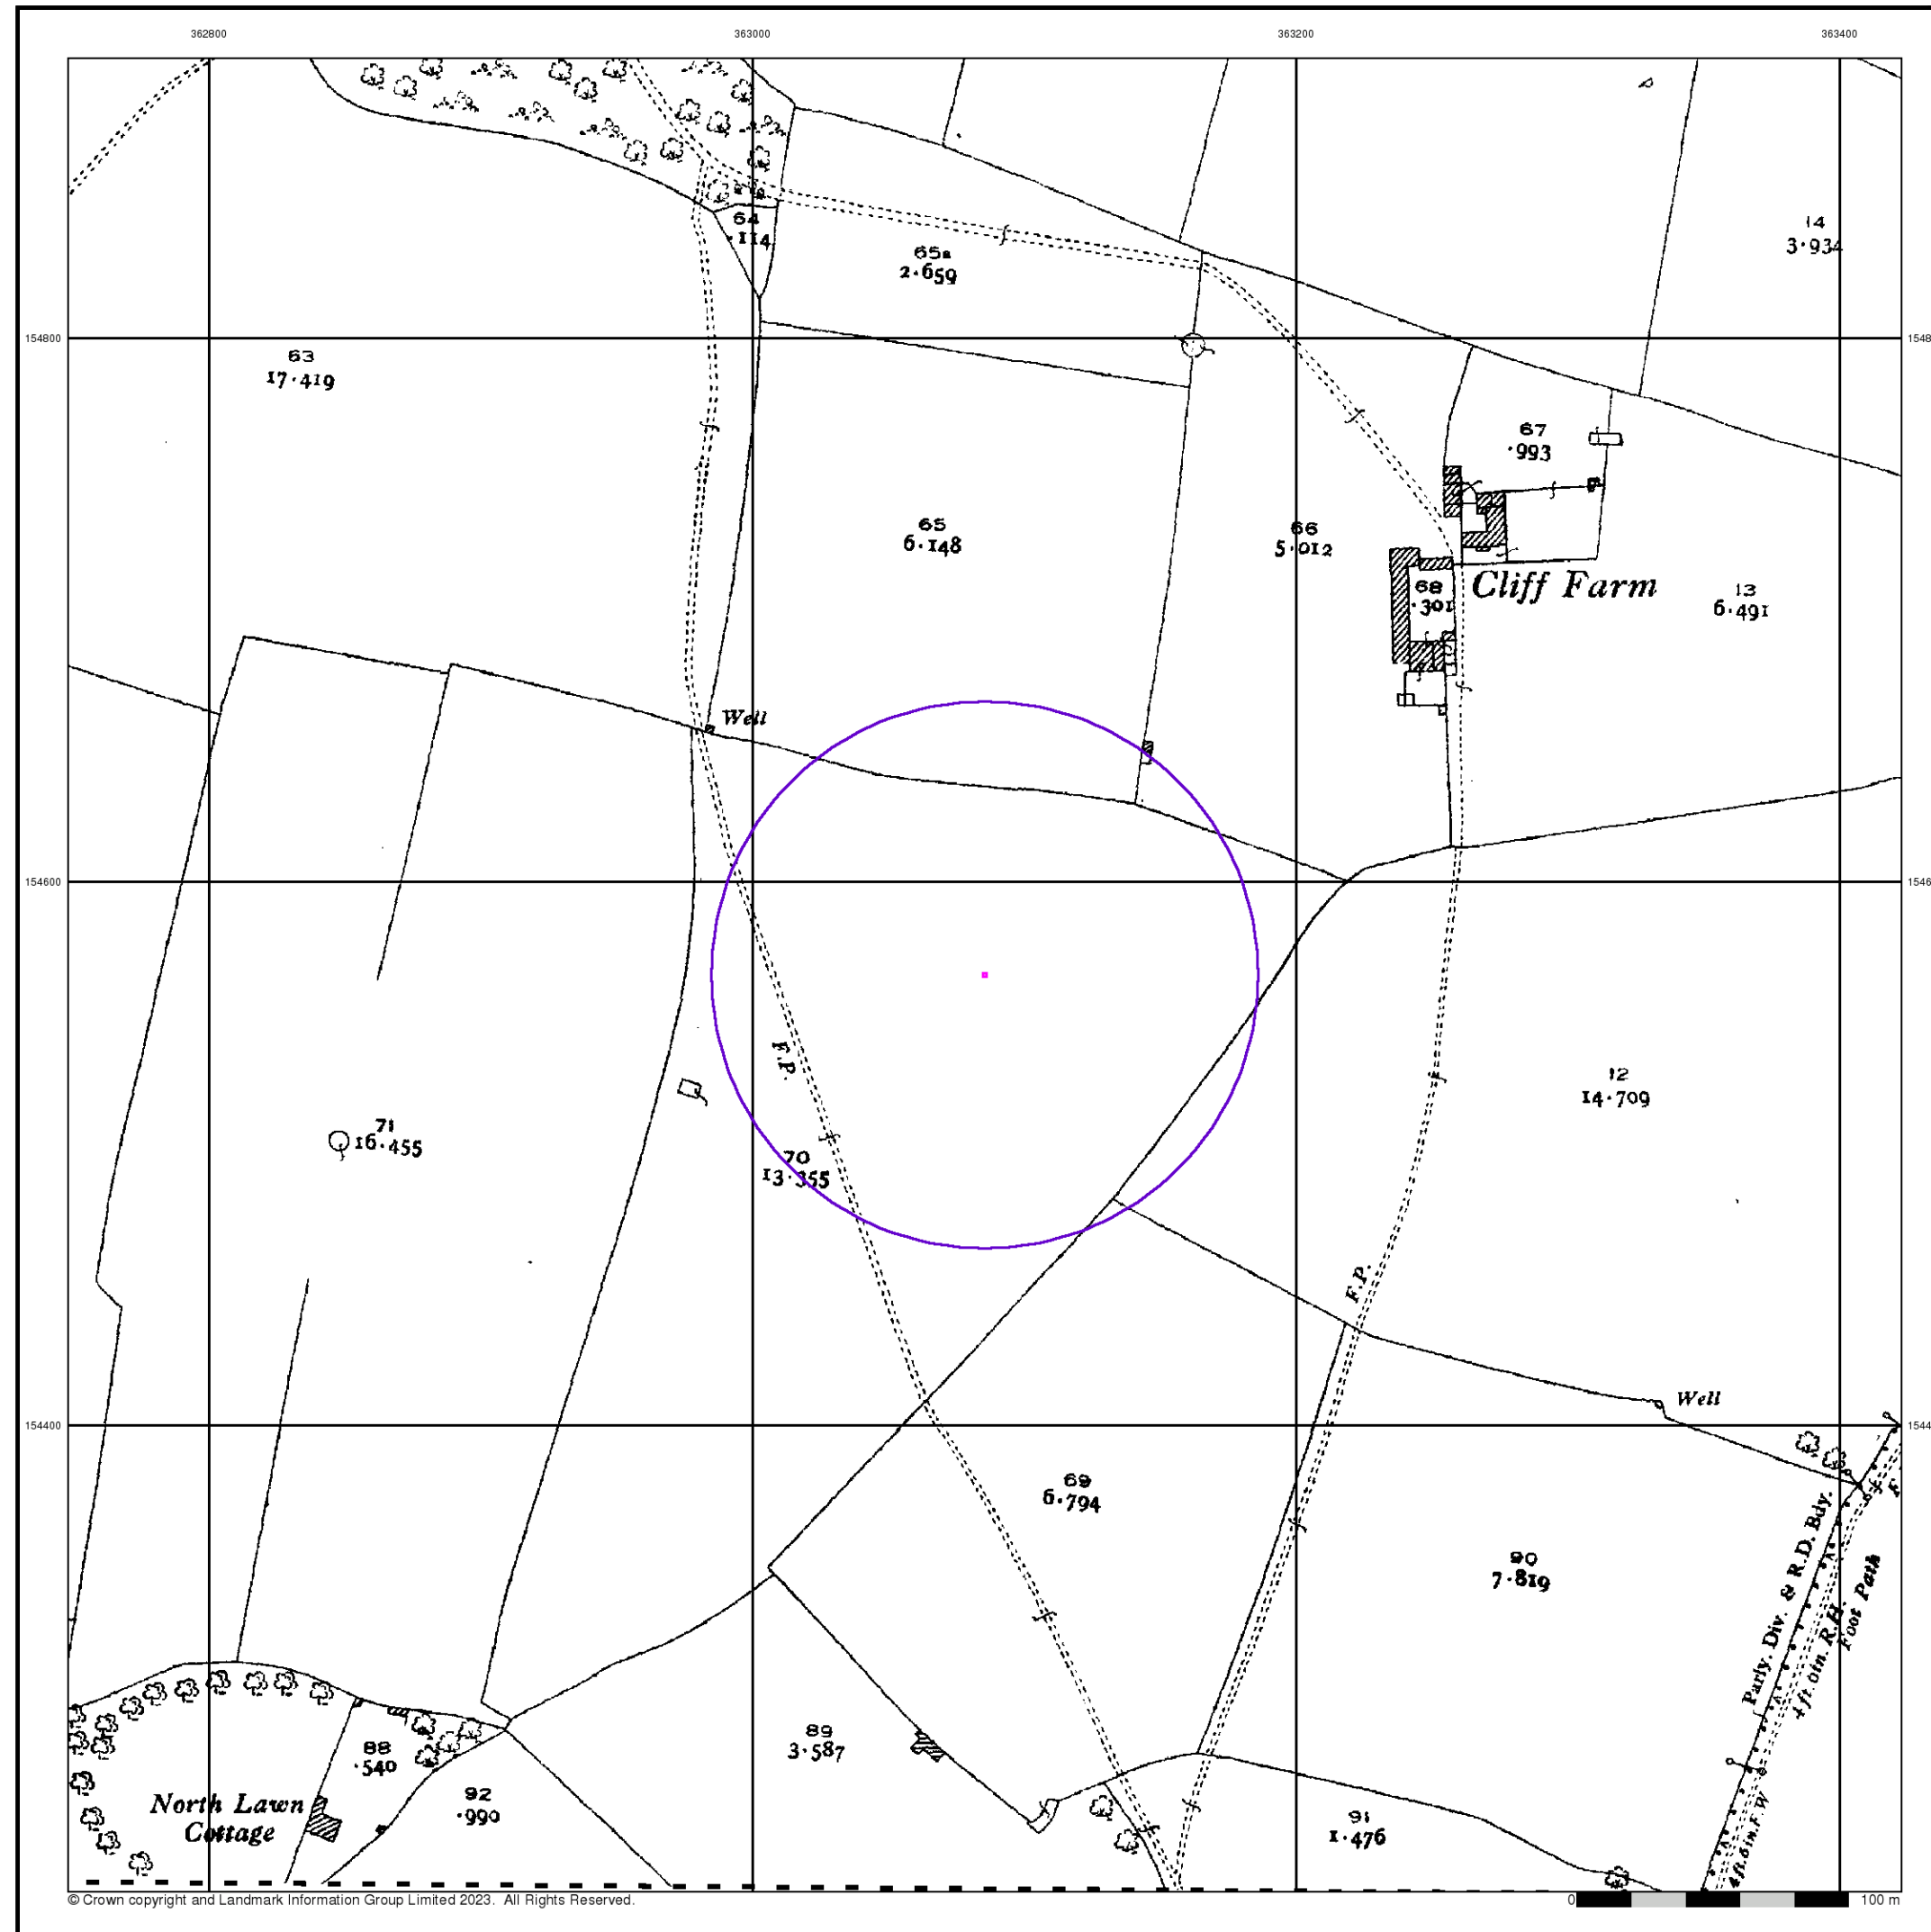 362800 363000 363200 363400
64
.114
65a
2.659
14
3.934
154800
63
17.419
67
.993
65
6.148
66
5.012
Cliff Farm
68
.301
13
6.491
Well
154600
F.P.
12
14.709
71
16.455
70
13.355
F.P.
Well
154400
69
6.794
90
7.819
Parly. Div. & R.D. Bdy.
4ft.0in. R.H.
Foot Path
88
.540
89
3.587
92
.990
North Lawn
Cottage
91
1.476
4ft.6in.F.W
© Crown copyright and Landmark Information Group Limited 2023. All Rights Reserved.
0 100 m